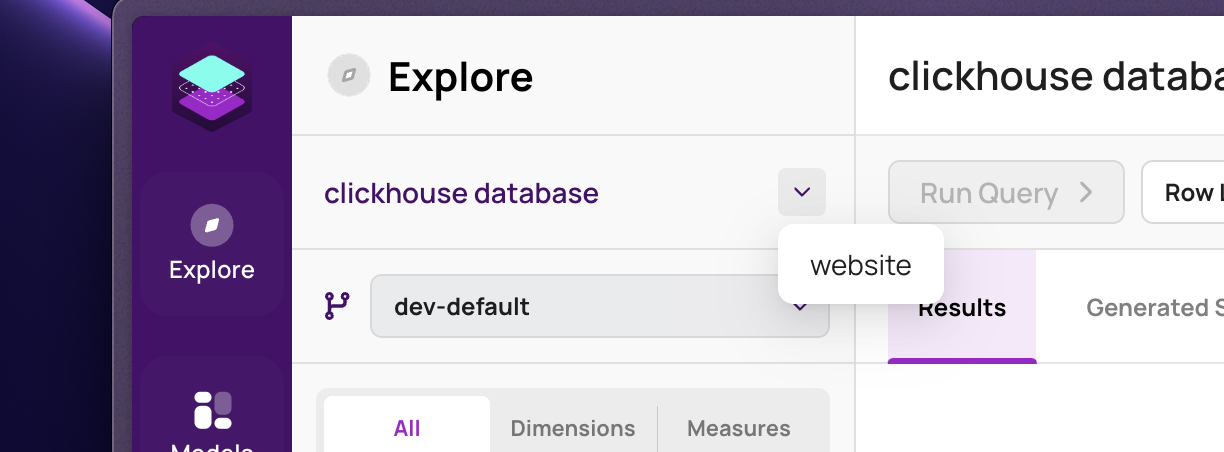 Explore
clickhouse database
Explore
clickhouse databa
Run Query
Row
website
dev-default
Results
Generated S
All
Dimensions
Measures
Models